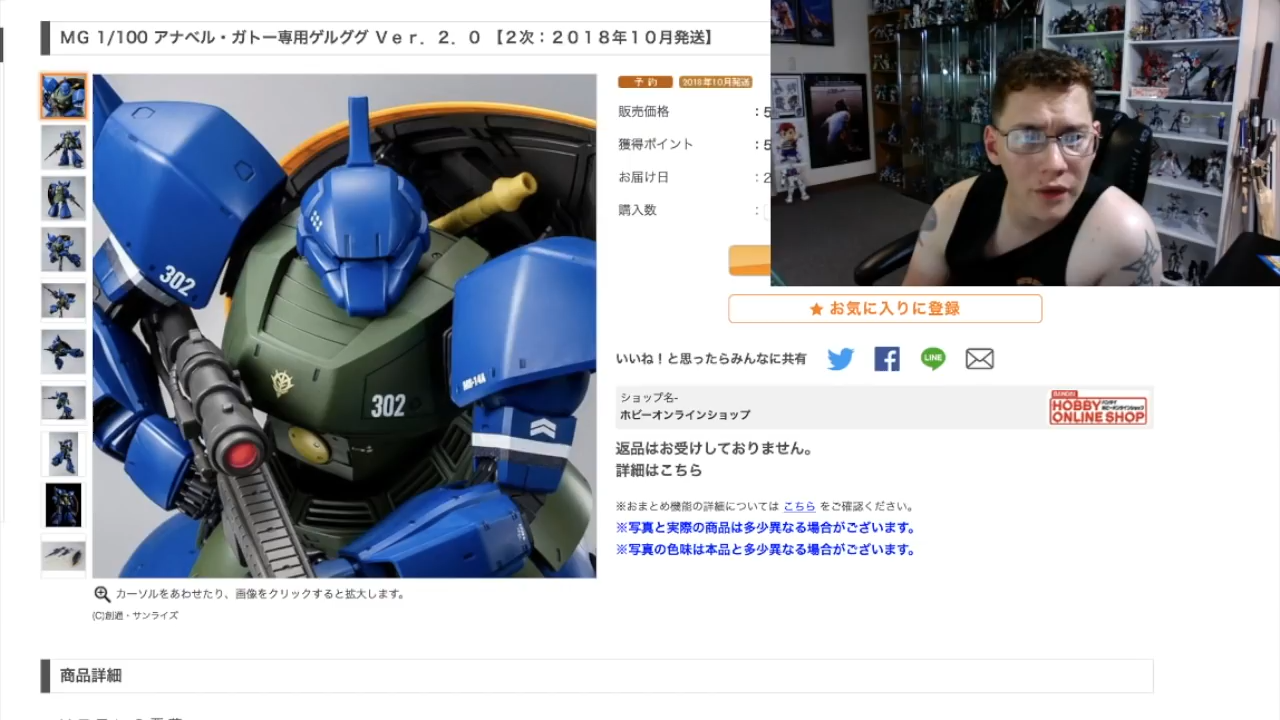 MG 1/100 アナベル・ガトー専用ゲルググ Ｖｅｒ．２．０ 【２次：２０１８年１０月発送】
予約 2018年10月発送
販売価格 ：5
獲得ポイント ：5
お届け日 ：2
購入数 ：
302
302
MS-14A
★ お気に入りに登録
いいね！と思ったらみんなに共有
LINE
ショップ名-
ホビーオンラインショップ
BANDAI
HOBBY
ONLINE SHOP
返品はお受けしておりません。
詳細はこちら
※おまとめ機能の詳細については こちら をご確認ください。
※写真と実際の商品は多少異なる場合がございます。
※写真の色味は本品と多少異なる場合がございます。
カーソルをあわせたり、画像をクリックすると拡大します。
(C)創通・サンライズ
商品詳細